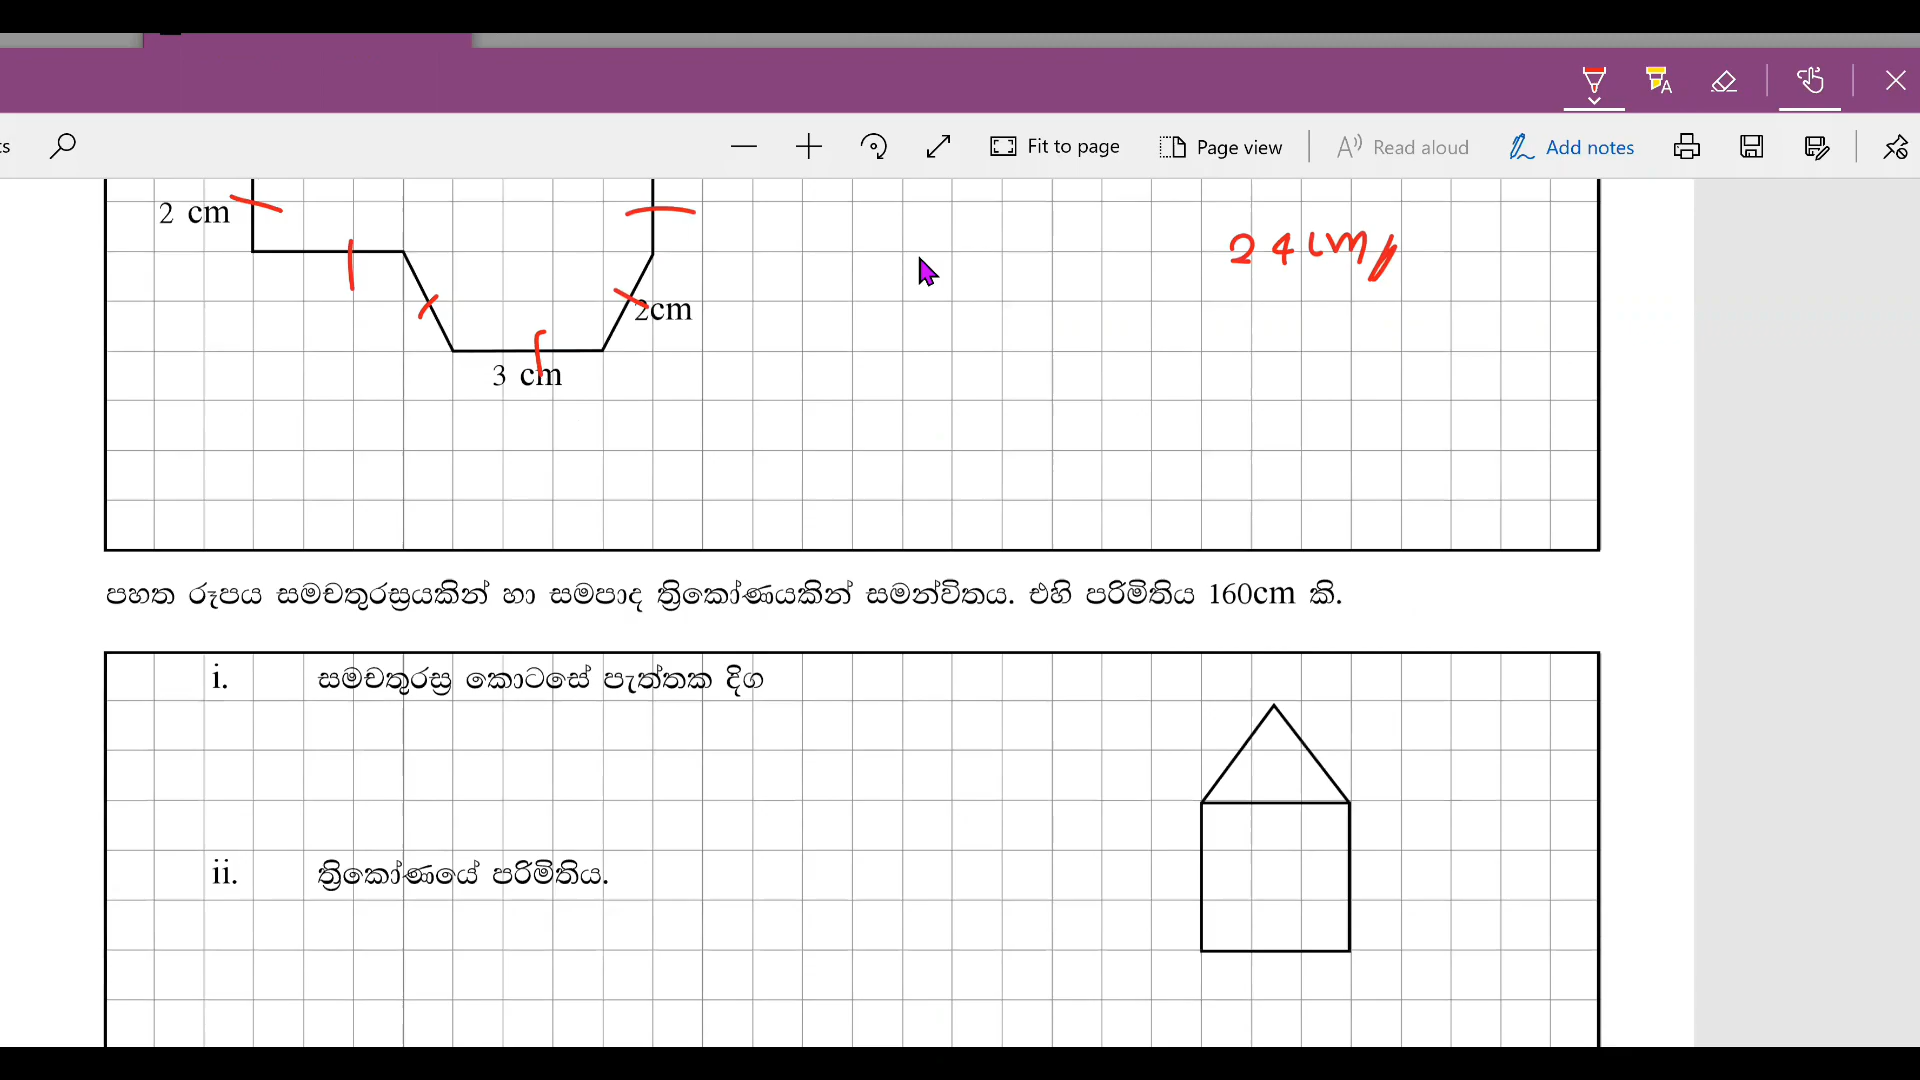 Fit to page
Page view
Read aloud
Add notes
2 cm
24cm
2cm
3 cm
පහත රූපය සමචතුරස්‍රයකින් හා සමපාද ත්‍රිකෝණයකින් සමන්විතය. එහි පරිමිතිය 160cm කි.
i. සමචතුරස්‍ර කොටසේ පැත්තක දිග
ii. ත්‍රිකෝණයේ පරිමිතිය.